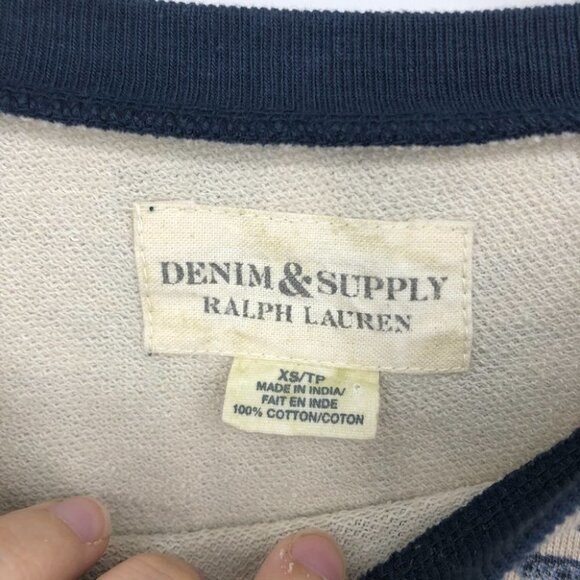 DENIM & SUPPLY
RALPH LAUREN
XS/TP
MADE IN INDIA/
FAIT EN INDE
100% COTTON/COTON